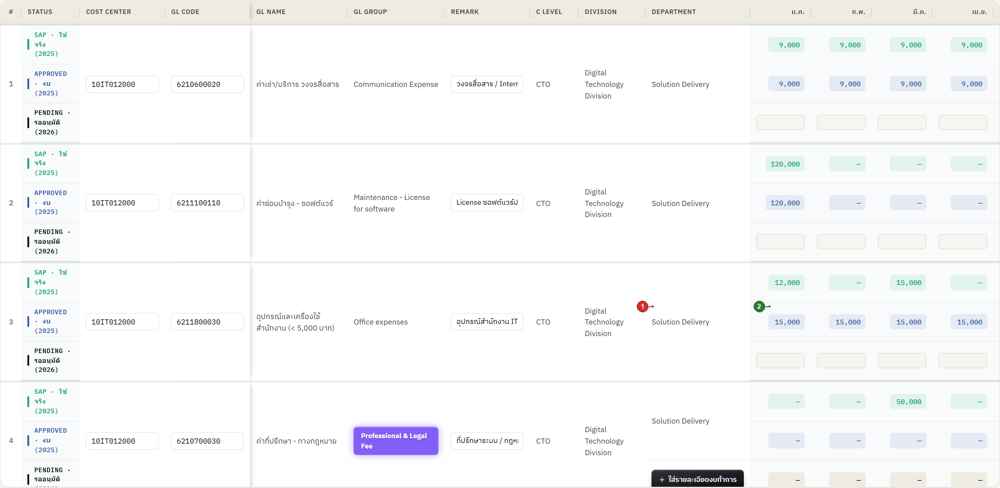 # STATUS COST CENTER GL CODE GL NAME GL GROUP REMARK C LEVEL DIVISION DEPARTMENT ม.ค. ก.พ. มี.ค. เม.ย.
SAP · ใช้
จริง
(2025)
9,000 9,000 9,000 9,000
APPROVED
· งบ
(2025)
1 10IT012000 6210600020 ค่าเช่า/บริการ วงจรสื่อสาร Communication Expense วงจรสื่อสาร / Interr CTO
Digital
Technology
Division
Solution Delivery
9,000 9,000 9,000 9,000
PENDING ·
รออนุมัติ
(2026)
SAP · ใช้
จริง
(2025)
120,000 – – –
APPROVED
· งบ
(2025)
2 10IT012000 6211100110 ค่าซ่อมบำรุง - ซอฟต์แวร์
Maintenance - License
for software
License ซอฟต์แวร์ป CTO
Digital
Technology
Division
Solution Delivery
120,000 – – –
PENDING ·
รออนุมัติ
(2026)
SAP · ใช้
จริง
(2025)
12,000 – 15,000 –
APPROVED
· งบ
(2025)
3 10IT012000 6211800030
อุปกรณ์และเครื่องใช้
สำนักงาน (< 5,000 บาท)
Office expenses อุปกรณ์สำนักงาน IT CTO
Digital
Technology
Division
1
Solution Delivery
2
15,000 15,000 15,000 15,000
PENDING ·
รออนุมัติ
(2026)
SAP · ใช้
จริง
(2025)
– – 50,000 –
APPROVED
· งบ
(2025)
4 10IT012000 6210700030 ค่าที่ปรึกษา - ทางกฎหมาย
Professional & Legal
Fee
ที่ปรึกษาระบบ / กฎห CTO
Digital
Technology
Division
Solution Delivery
– – – –
PENDING ·
รออนุมัติ
+ ใส่รายละเอียดงบทำการ
– – – –